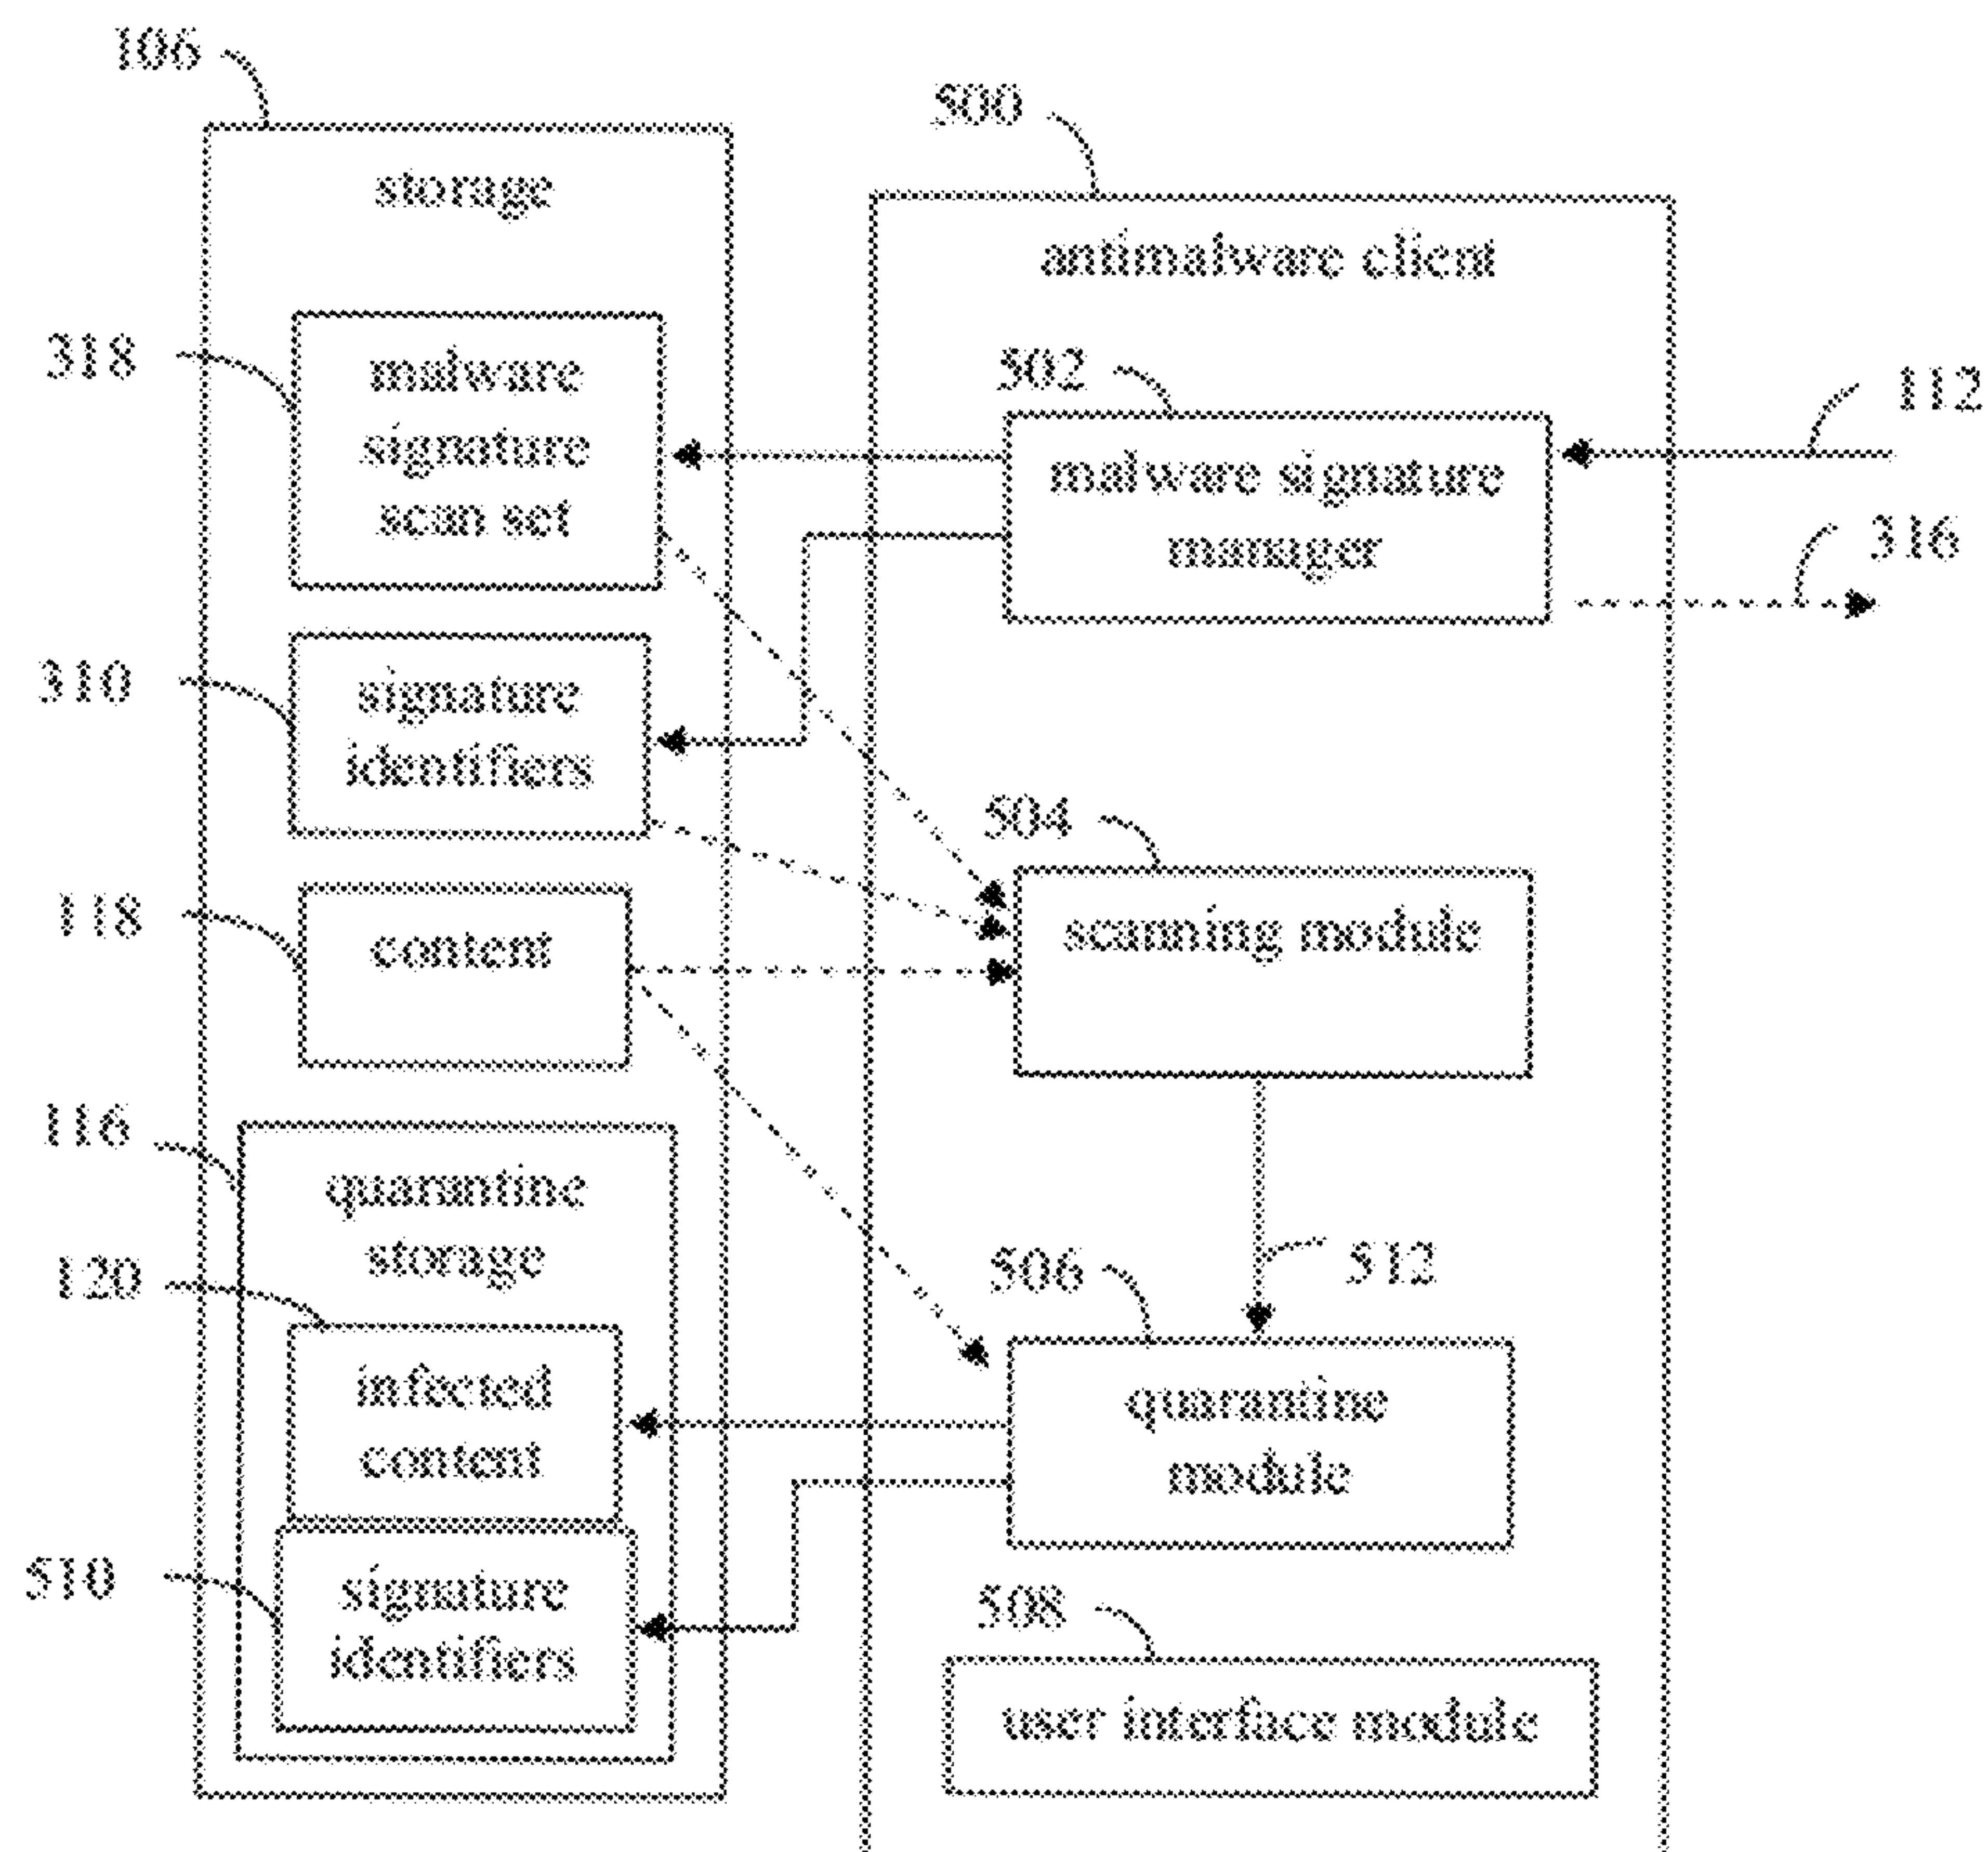 106
500
storage
antimalware client
318
malware
signature
scan set
502
112
malware signature
manager
316
310
signature
identifiers
504
118
content
scanning module
116
quarantine
storage
120
506
512
infected
content
quarantine
module
510
signature
identifiers
508
user interface module